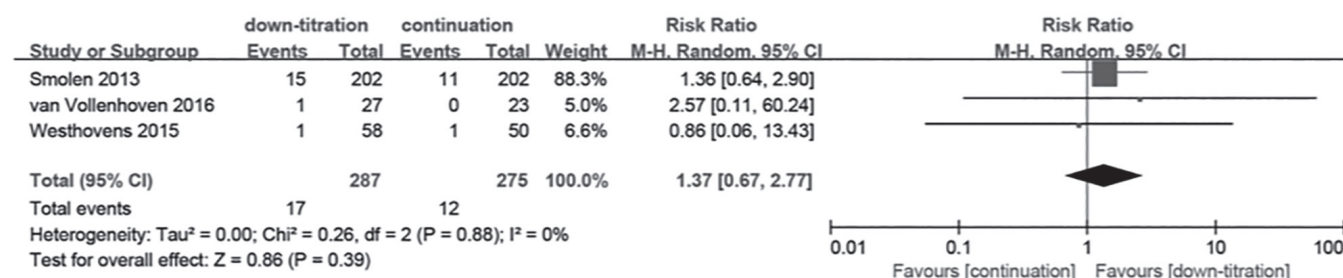 down-titration continuation Risk Ratio Risk Ratio
Study or Subgroup Events Total Events Total Weight M-H. Random. 95% CI M-H. Random. 95% CI
Smolen 2013 15 202 11 202 88.3% 1.36 [0.64, 2.90]
van Vollenhoven 2016 1 27 0 23 5.0% 2.57 [0.11, 60.24]
Westhovens 2015 1 58 1 50 6.6% 0.86 [0.06, 13.43]
Total (95% CI) 287 275 100.0% 1.37 [0.67, 2.77]
Total events 17 12
Heterogeneity: Tau² = 0.00; Chi² = 0.26, df = 2 (P = 0.88); I² = 0%
Test for overall effect: Z = 0.86 (P = 0.39)
0.01 0.1 1 10 100
Favours [continuation] Favours [down-titration]